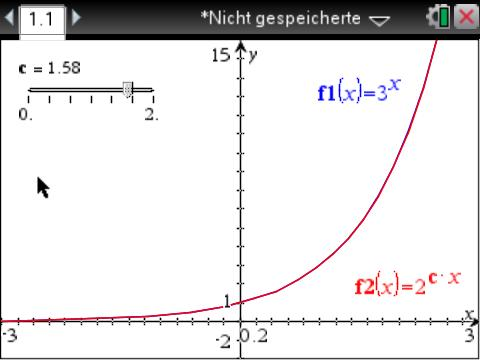 1.1
*Nicht gespeicherte
c = 1.58
0.
2.
15
y
f1(x)=3^x
f2(x)=2^c·x
1
x
-3
-2
0.2
3